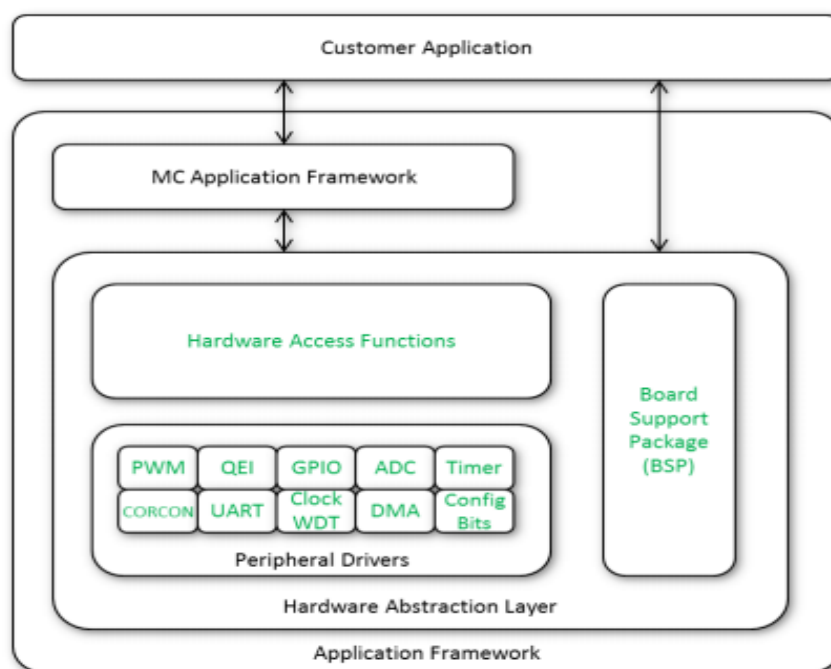 Customer Application
MC Application Framework
Hardware Access Functions
Board
Support
Package
(BSP)
PWM
QEI
GPIO
ADC
Timer
CORCON
UART
Clock
WDT
DMA
Config
Bits
Peripheral Drivers
Hardware Abstraction Layer
Application Framework